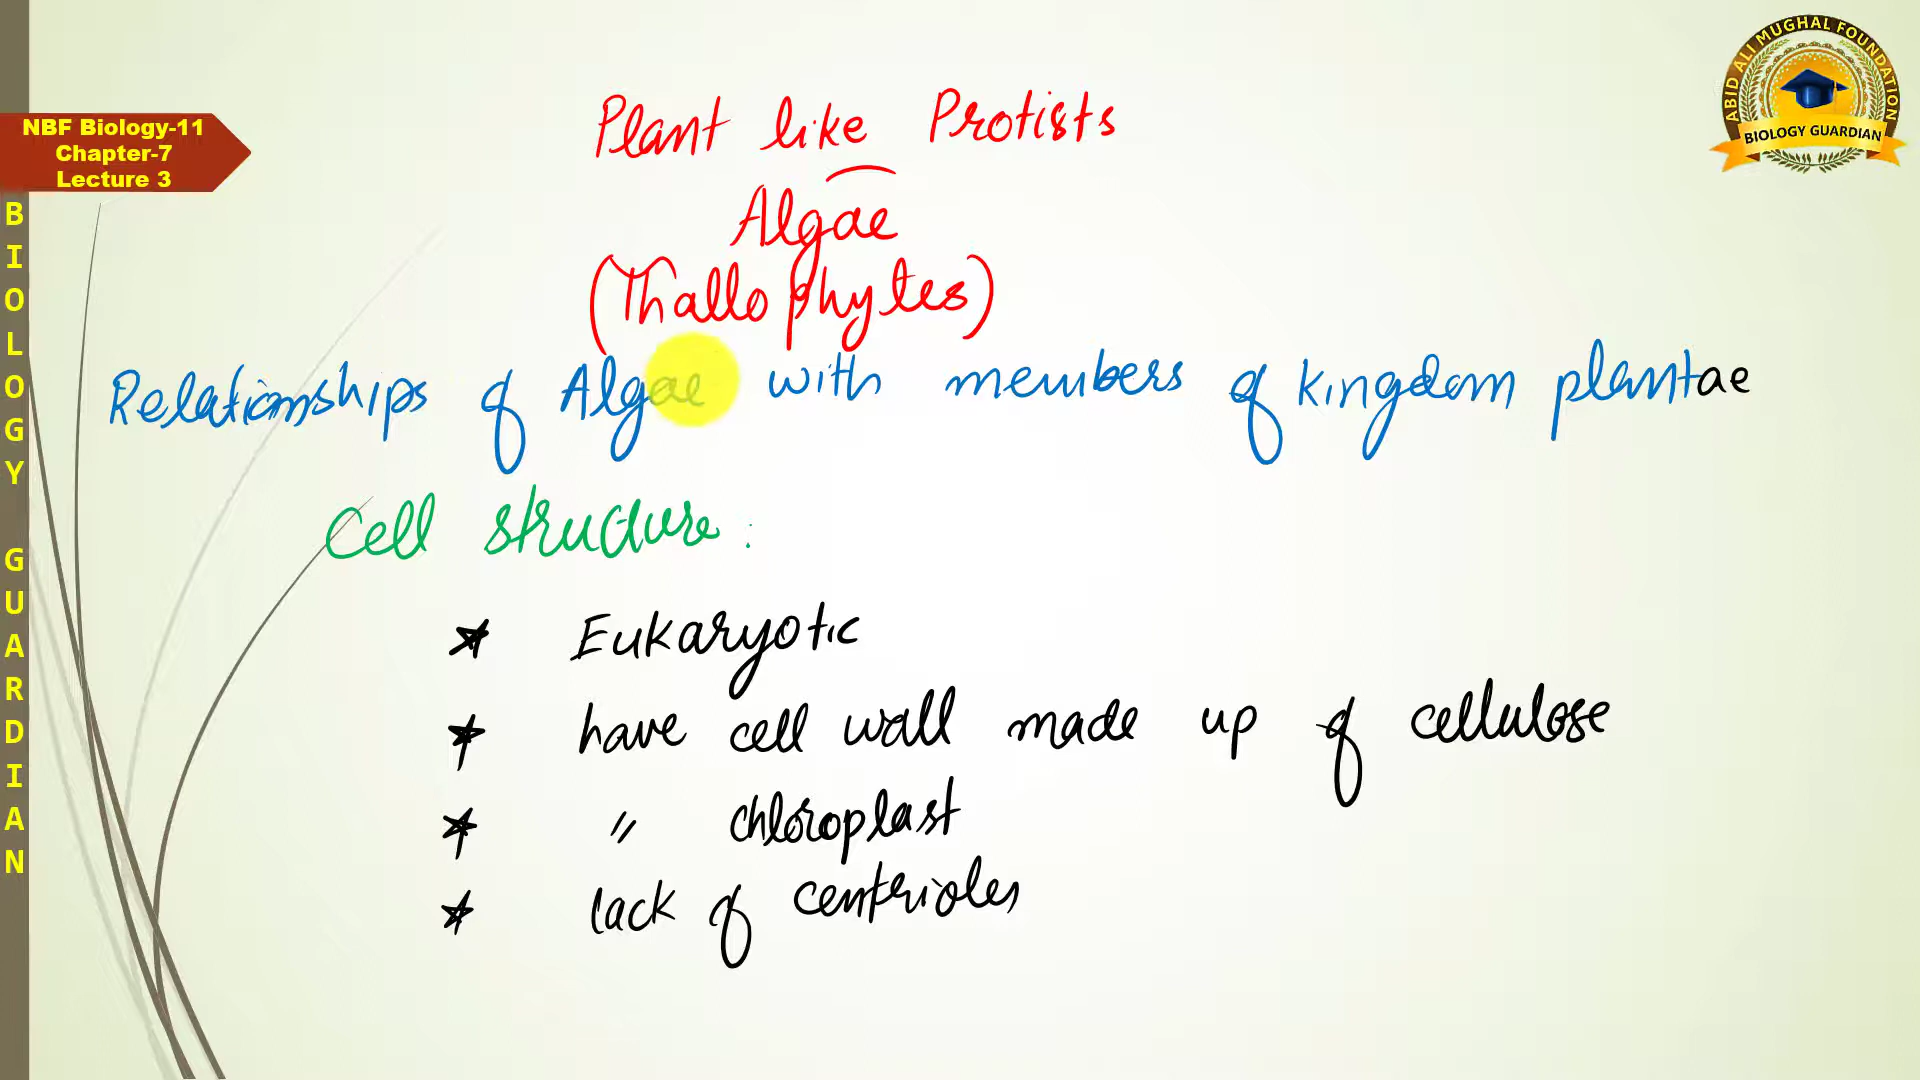 ABID ALI MUGHAL FOUNDATION
BIOLOGY GUARDIAN
NBF Biology-11
Chapter-7
Lecture 3
BIOLOGY GUARDIAN
Plant like Protists
Algae
(Thallophytes)
Relationships of Algae with members of kingdom plantae
Cell structure:
* Eukaryotic
* have cell wall made up of cellulose
* " chloroplast
* lack of centrioles